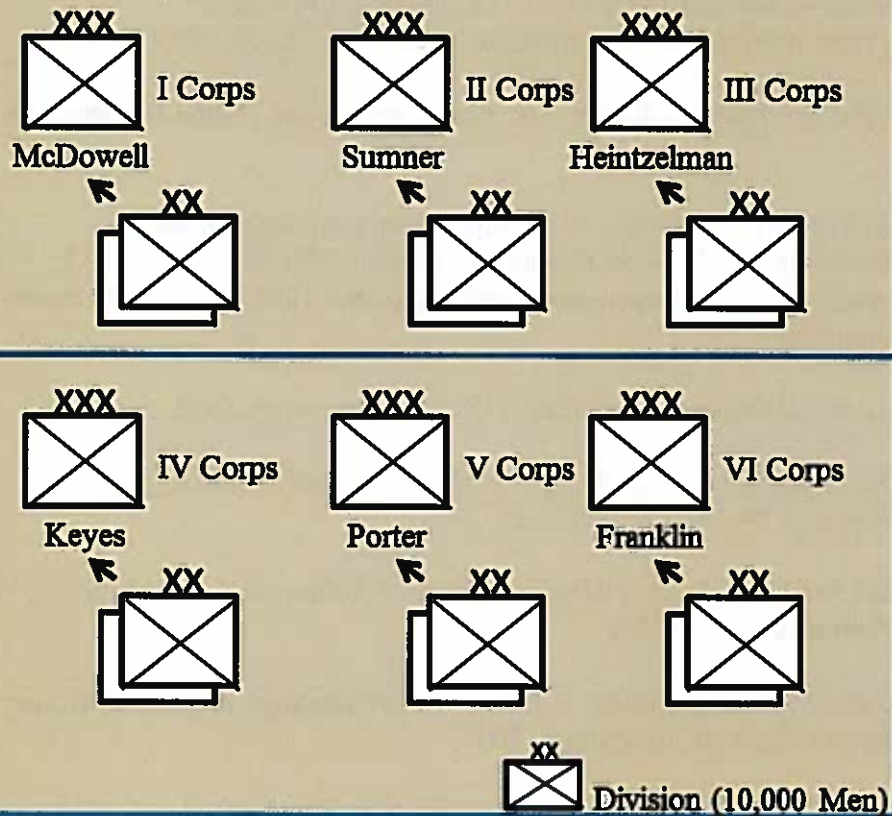 XXX XXX XXX
I Corps II Corps III Corps
McDowell Sumner Heintzelman
XX XX XX
XXX XXX XXX
IV Corps V Corps VI Corps
Keyes Porter Franklin
XX XX XX
XX
Division (10,000 Men)